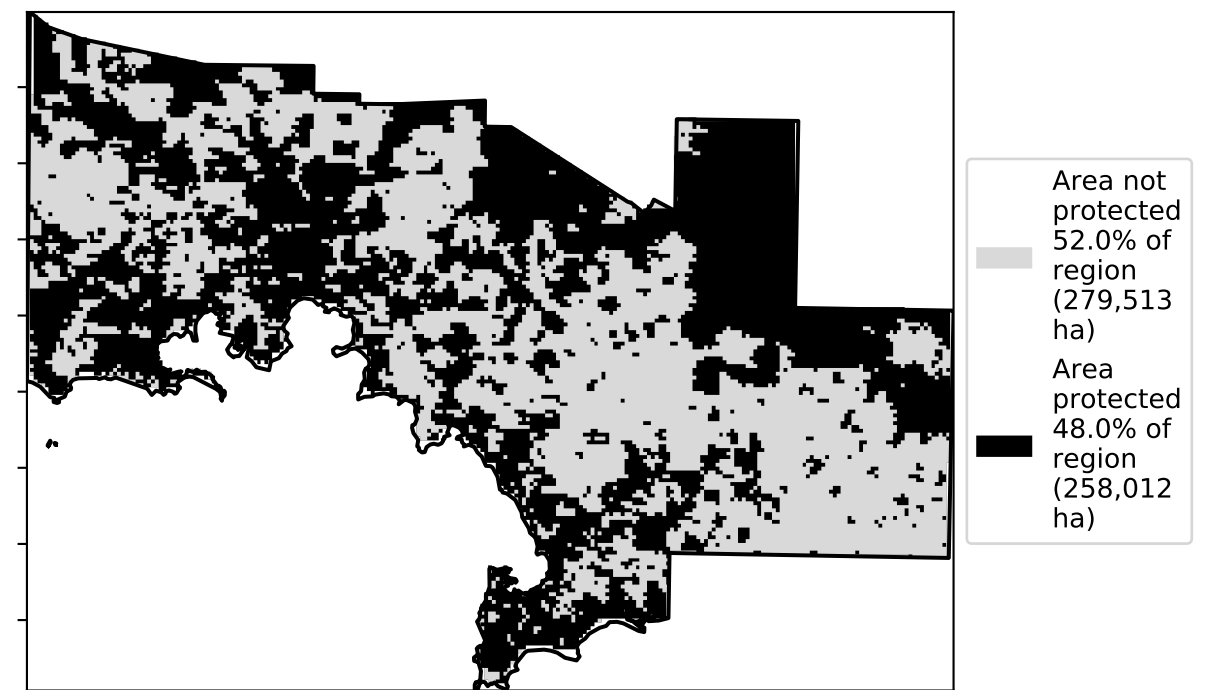 Area not
protected
52.0% of
region
(279,513
ha)
Area
protected
48.0% of
region
(258,012
ha)